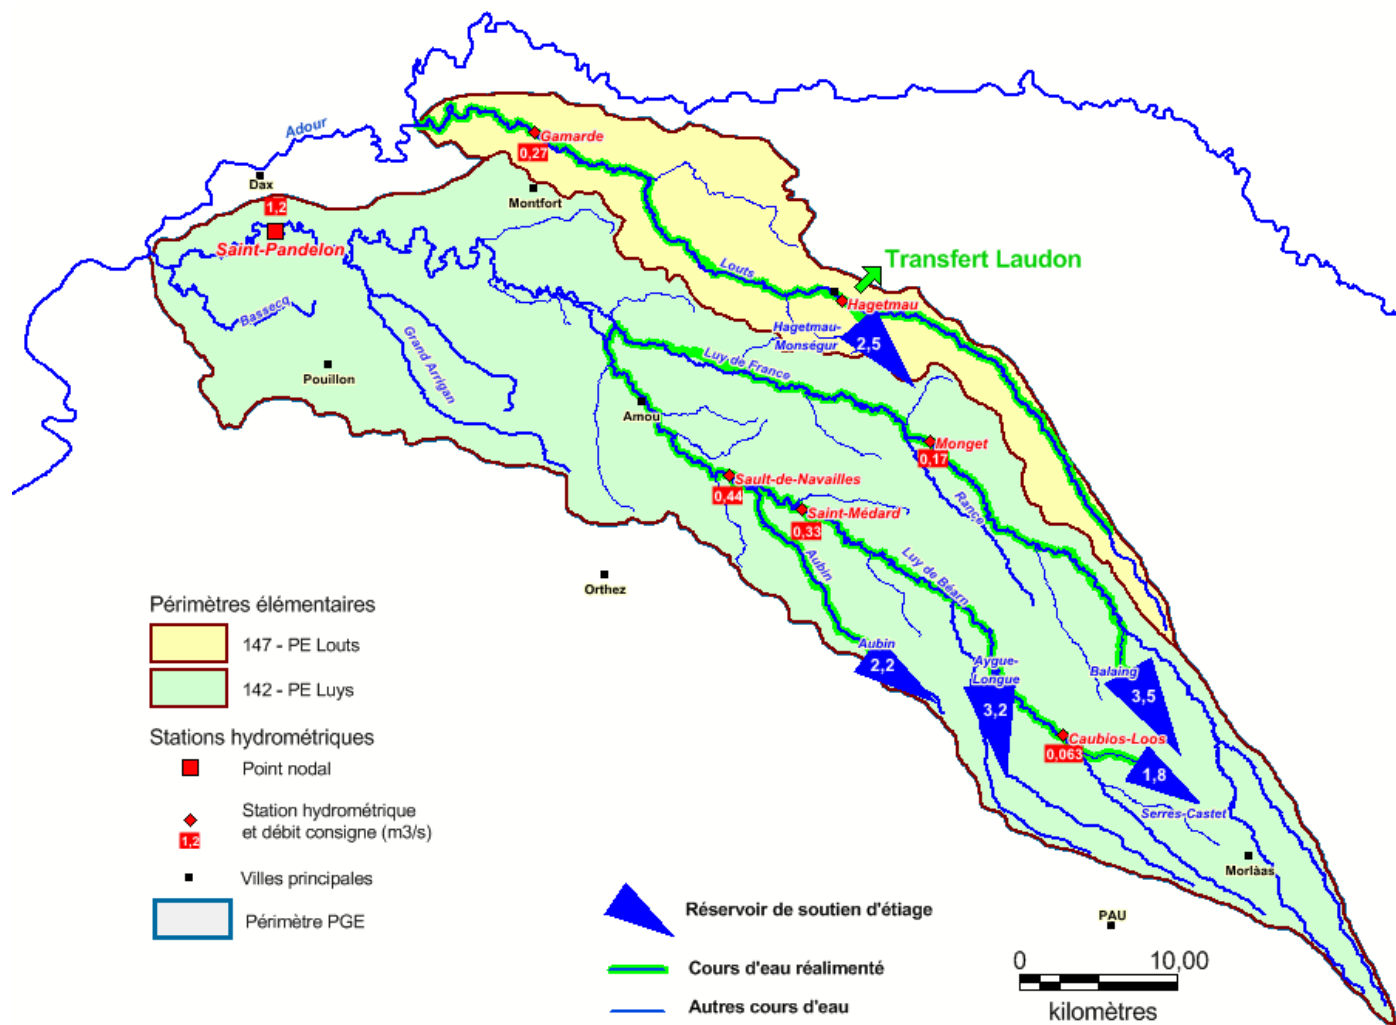 Adour
Gamarde
0,27
Dax
1,2
Montfort
Saint-Pandelon
Transfert Laudon
Louts
Hagetmau
Hagetmau-
Monségur
2,5
Bassecq
Grand Arrigan
Luy de France
Pouillon
Amou
Monget
0,17
Sault-de-Navailles
0,44
Saint-Médard
0,33
Rance
Aubin
Luy de Béarn
Orthez
Périmètres élémentaires
147 - PE Louts
142 - PE Luys
Aubin
2,2
Aygue-
Longue
3,2
Balaing
3,5
Caubios-Loos
0,063
1,8
Serres-Castet
Morlàas
PAU
Stations hydrométriques
Point nodal
Station hydrométrique
et débit consigne (m3/s)
1,2
Villes principales
Périmètre PGE
Réservoir de soutien d'étiage
Cours d'eau réalimenté
Autres cours d'eau
0 10,00
kilomètres